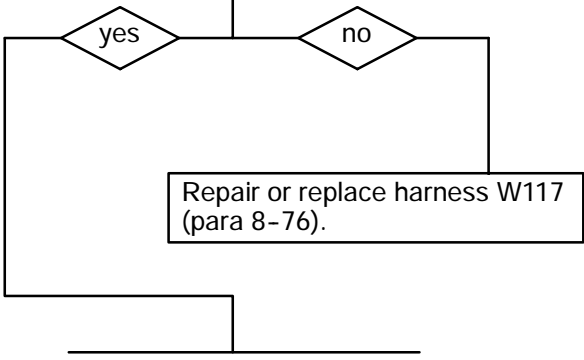 yes
no
Repair or replace harness W117
(para 8-76).